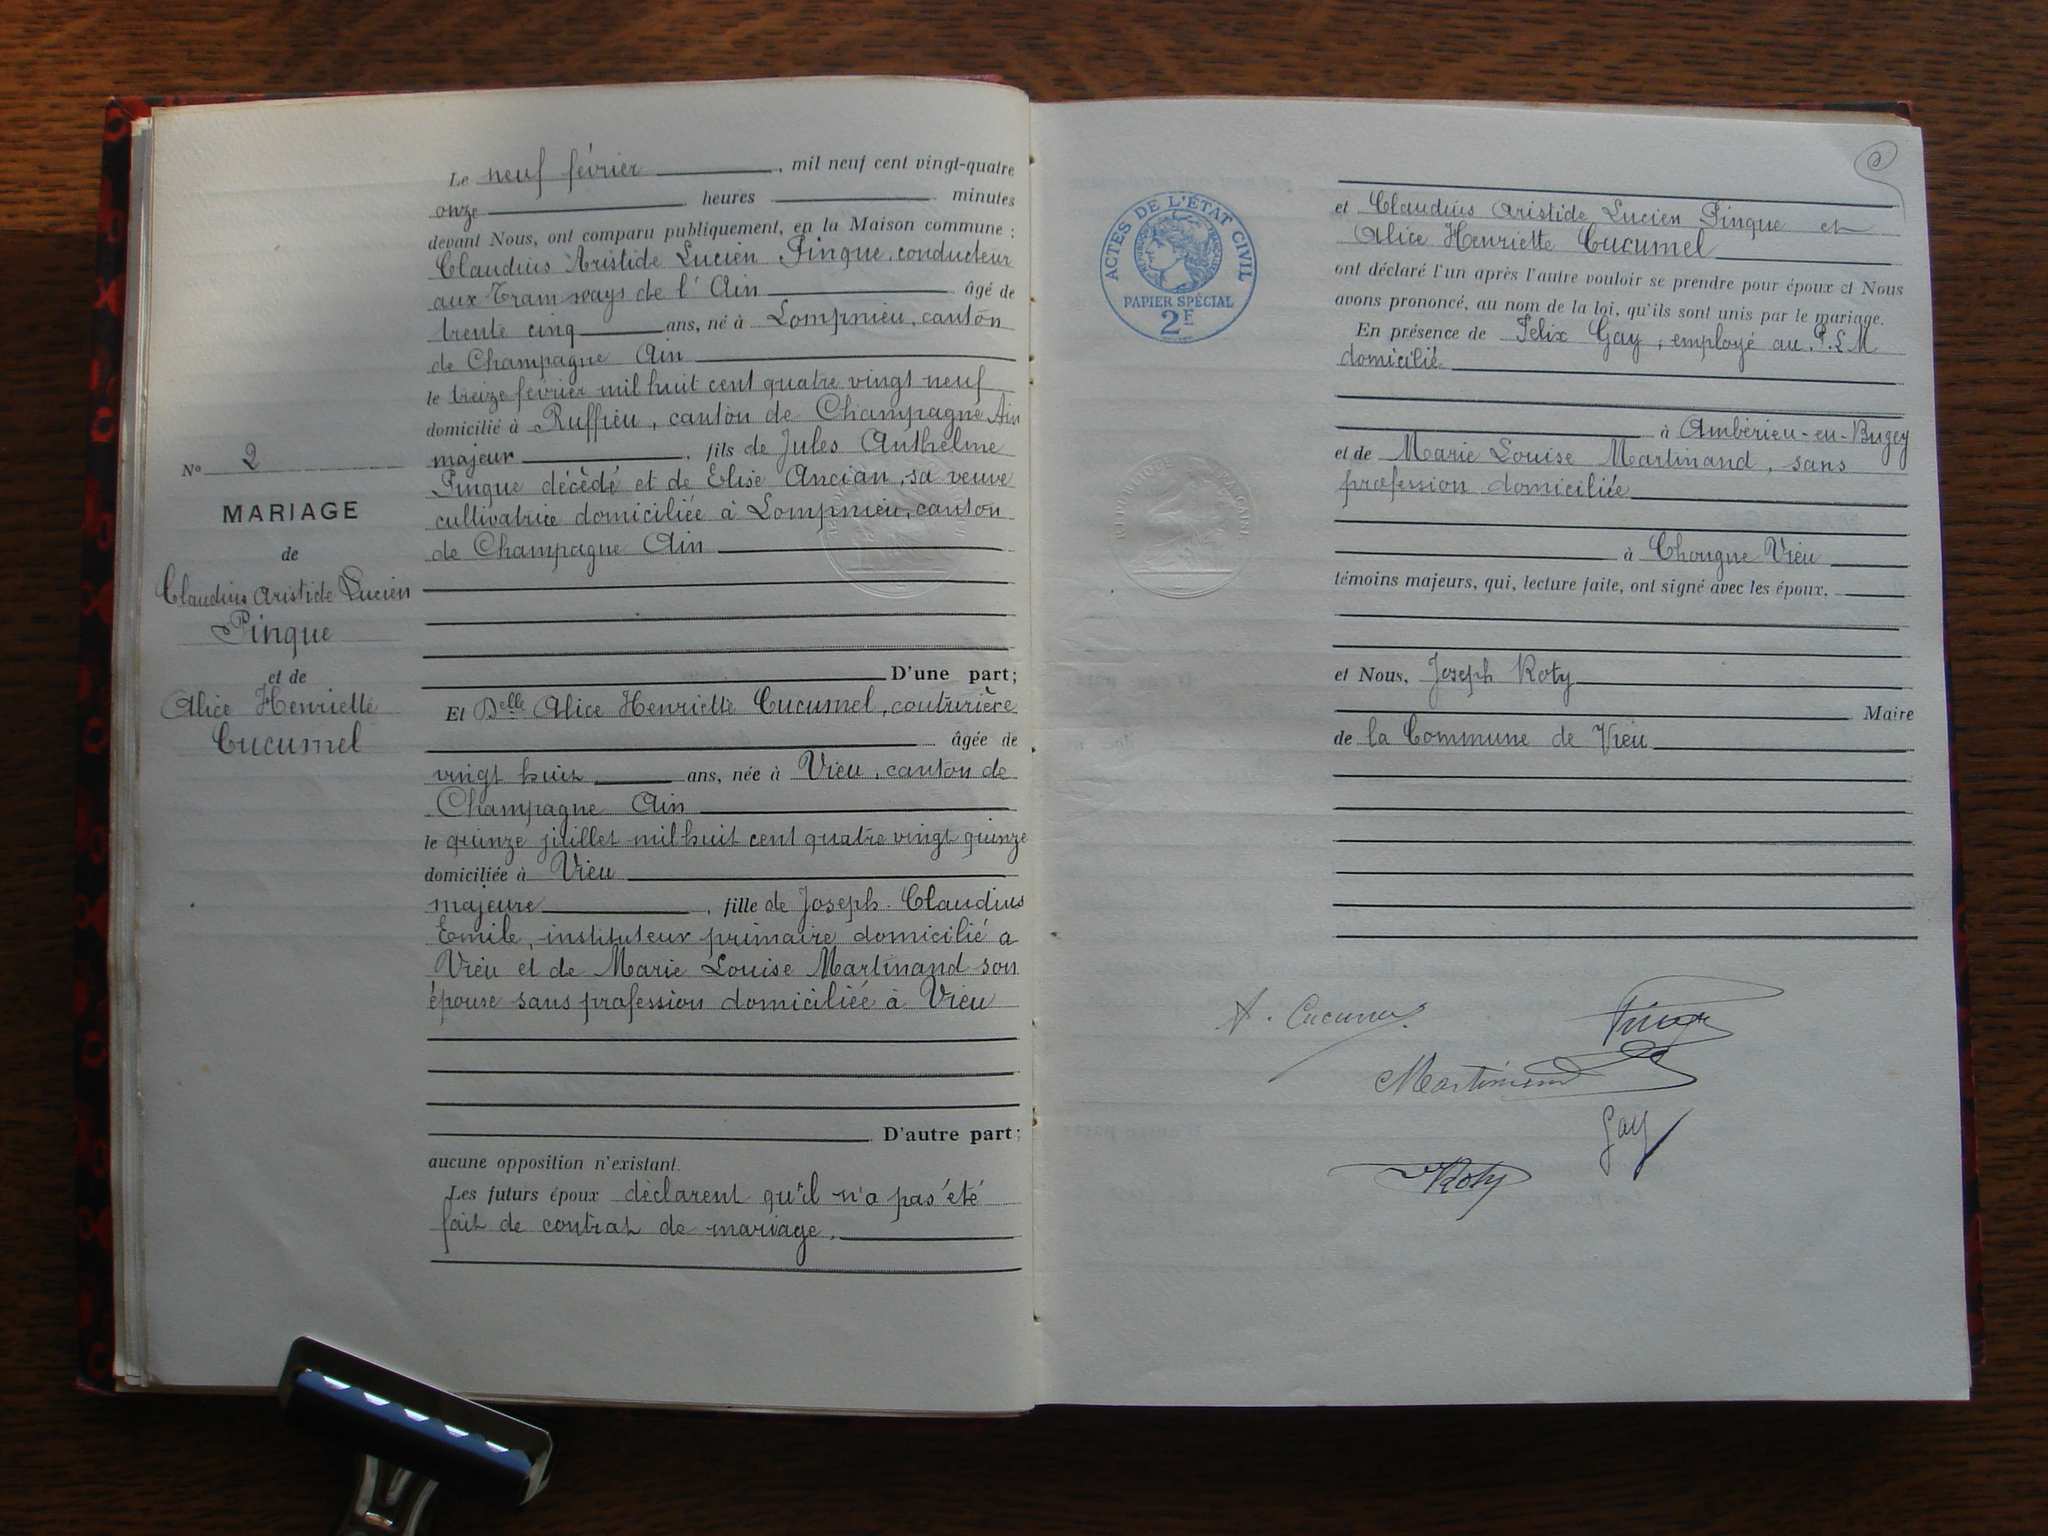 Le neuf février , mil neuf cent vingt-quatre
onze heures minutes
devant Nous, ont comparu publiquement, en la Maison commune :
Claudius Aristide Lucien Pinque, conducteur
aux Tramways de l'Ain âgé de
trente cinq ans, né à Lompnieu, canton
de Champagne Ain
le treize février mil huit cent quatre vingt neuf
domicilié à Ruffieu, canton de Champagne Ain
majeur , fils de Jules Anthelme
Pinque décédé et de Elise Ancian, sa veuve
cultivatrice domiciliée à Lompnieu, canton
de Champagne Ain
D'une part;
Et Delle Alice Henriette Cucumel, couturière
âgée de
vingt huit ans, née à Vieu, canton de
Champagne Ain
le quinze juillet mil huit cent quatre vingt quinze
domiciliée à Vieu
majeure , fille de Joseph Claudius
Emile, instituteur primaire domicilié a
Vieu et de Marie Louise Martinand son
épouse sans profession domiciliée à Vieu
D'autre part;
aucune opposition n'existant.
Les futurs époux déclarent qu'il n'a pas été
fait de contrat de mariage.
No 2
MARIAGE
de
Claudius Aristide Lucien
Pinque
et de
Alice Henriette
Cucumel
ACTES DE L'ÉTAT CIVIL
PAPIER SPÉCIAL
2F
RÉPUBLIQUE FRANÇAISE
et Claudius Aristide Lucien Pinque et
Alice Henriette Cucumel
ont déclaré l'un après l'autre vouloir se prendre pour époux et Nous
avons prononcé, au nom de la loi, qu'ils sont unis par le mariage.
En présence de Felix Gay, employé au P.L.M
domicilié
à Ambérieu-en-Bugey
et de Marie Louise Martinand, sans
profession domiciliée
à Chongne Vieu
témoins majeurs, qui, lecture faite, ont signé avec les époux,
et Nous, Joseph Roty
Maire
de la Commune de Vieu
A. Cucumel
Pinque
Martinand
Gay
Roty